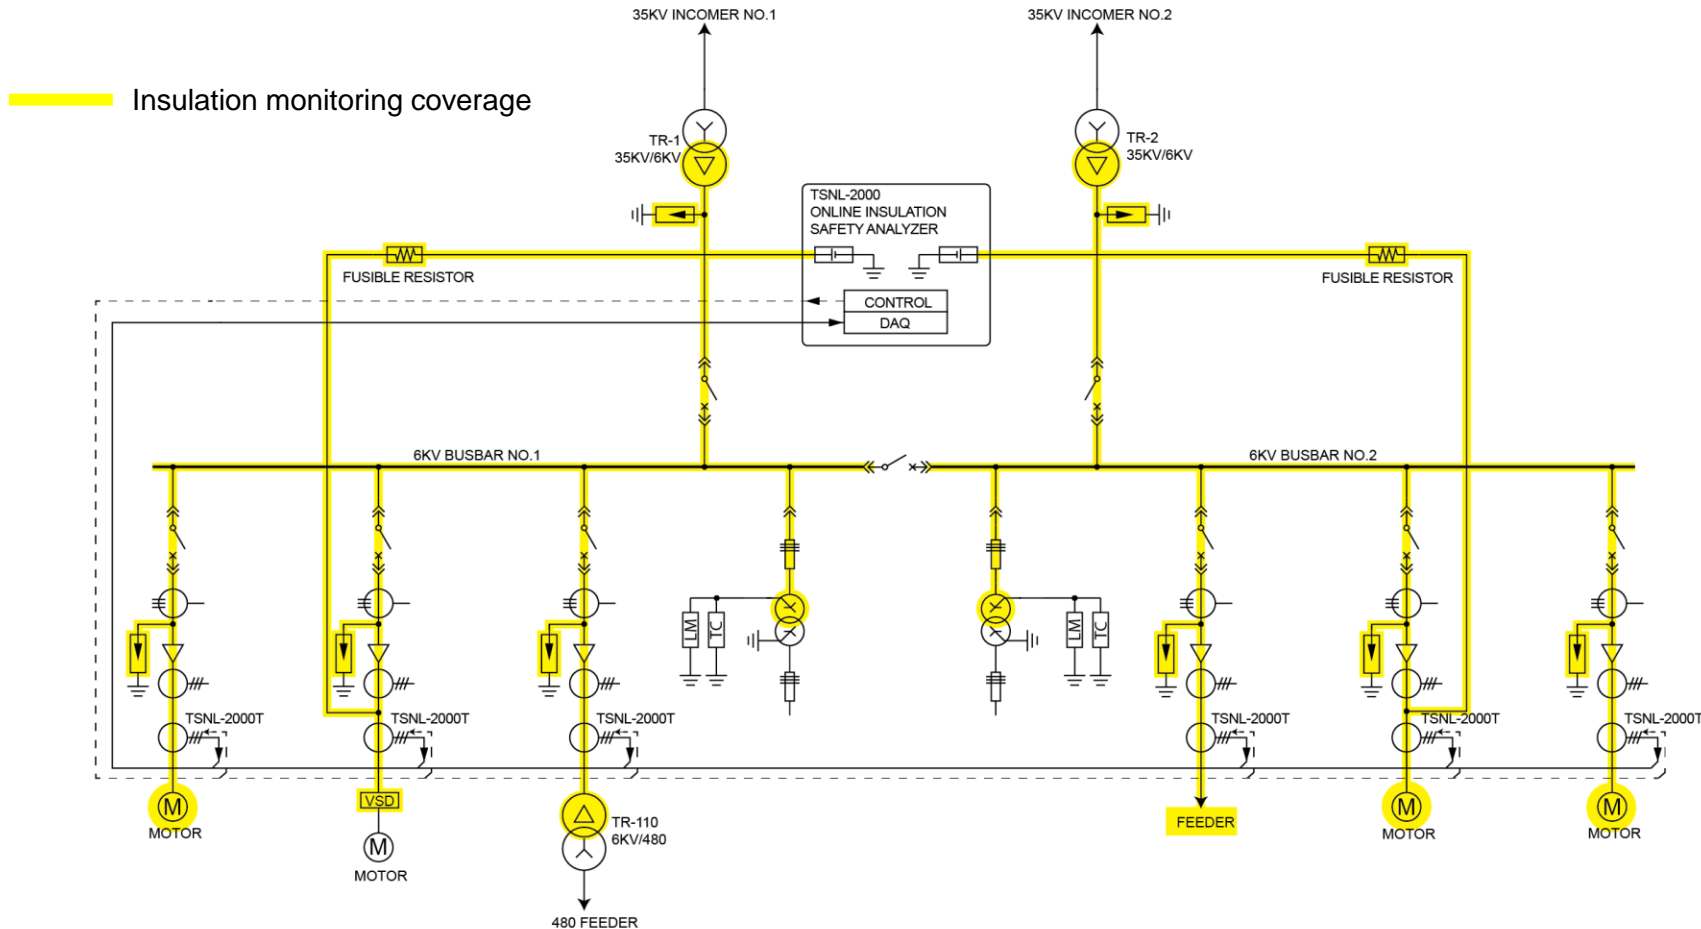 35KV INCOMER NO.1
35KV INCOMER NO.2
Insulation monitoring coverage
TR-1
35KV/6KV
TR-2
35KV/6KV
TSNL-2000
ONLINE INSULATION
SAFETY ANALYZER
FUSIBLE RESISTOR
FUSIBLE RESISTOR
CONTROL
DAQ
6KV BUSBAR NO.1
6KV BUSBAR NO.2
LM
TC
LM
TC
TSNL-2000T
TSNL-2000T
TSNL-2000T
TSNL-2000T
TSNL-2000T
TSNL-2000T
M
MOTOR
VSD
M
MOTOR
TR-110
6KV/480
480 FEEDER
FEEDER
M
MOTOR
M
MOTOR